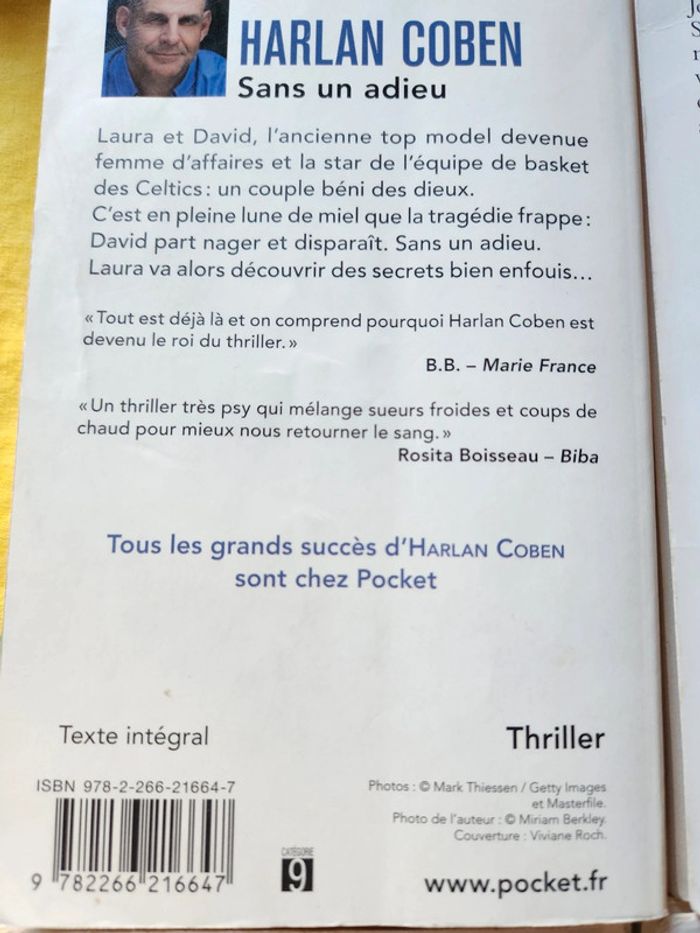 HARLAN COBEN
Sans un adieu
Laura et David, l'ancienne top model devenue
femme d'affaires et la star de l'équipe de basket
des Celtics : un couple béni des dieux.
C'est en pleine lune de miel que la tragédie frappe :
David part nager et disparaît. Sans un adieu.
Laura va alors découvrir des secrets bien enfouis...
« Tout est déjà là et on comprend pourquoi Harlan Coben est
devenu le roi du thriller. »
B.B. – Marie France
« Un thriller très psy qui mélange sueurs froides et coups de
chaud pour mieux nous retourner le sang. »
Rosita Boisseau – Biba
Tous les grands succès d'HARLAN COBEN
sont chez Pocket
Texte intégral
Thriller
ISBN 978-2-266-21664-7
Photos : © Mark Thiessen / Getty Images
et Masterfile.
Photo de l'auteur : © Miriam Berkley.
Couverture : Viviane Roch.
9 782266 216647
CATÉGORIE
9
www.pocket.fr